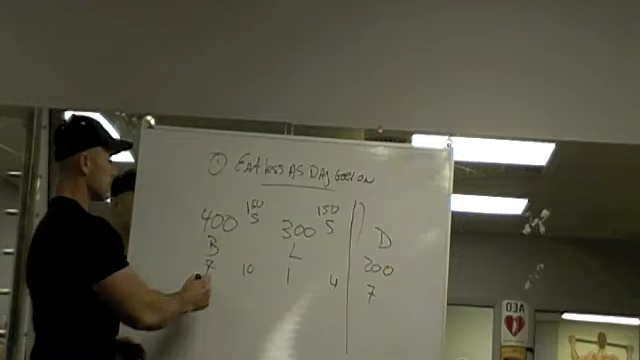 ① EAT less AS DAY goes on
150 150
400 S 300 S
B L D
7 10 1 4 200
7
AED